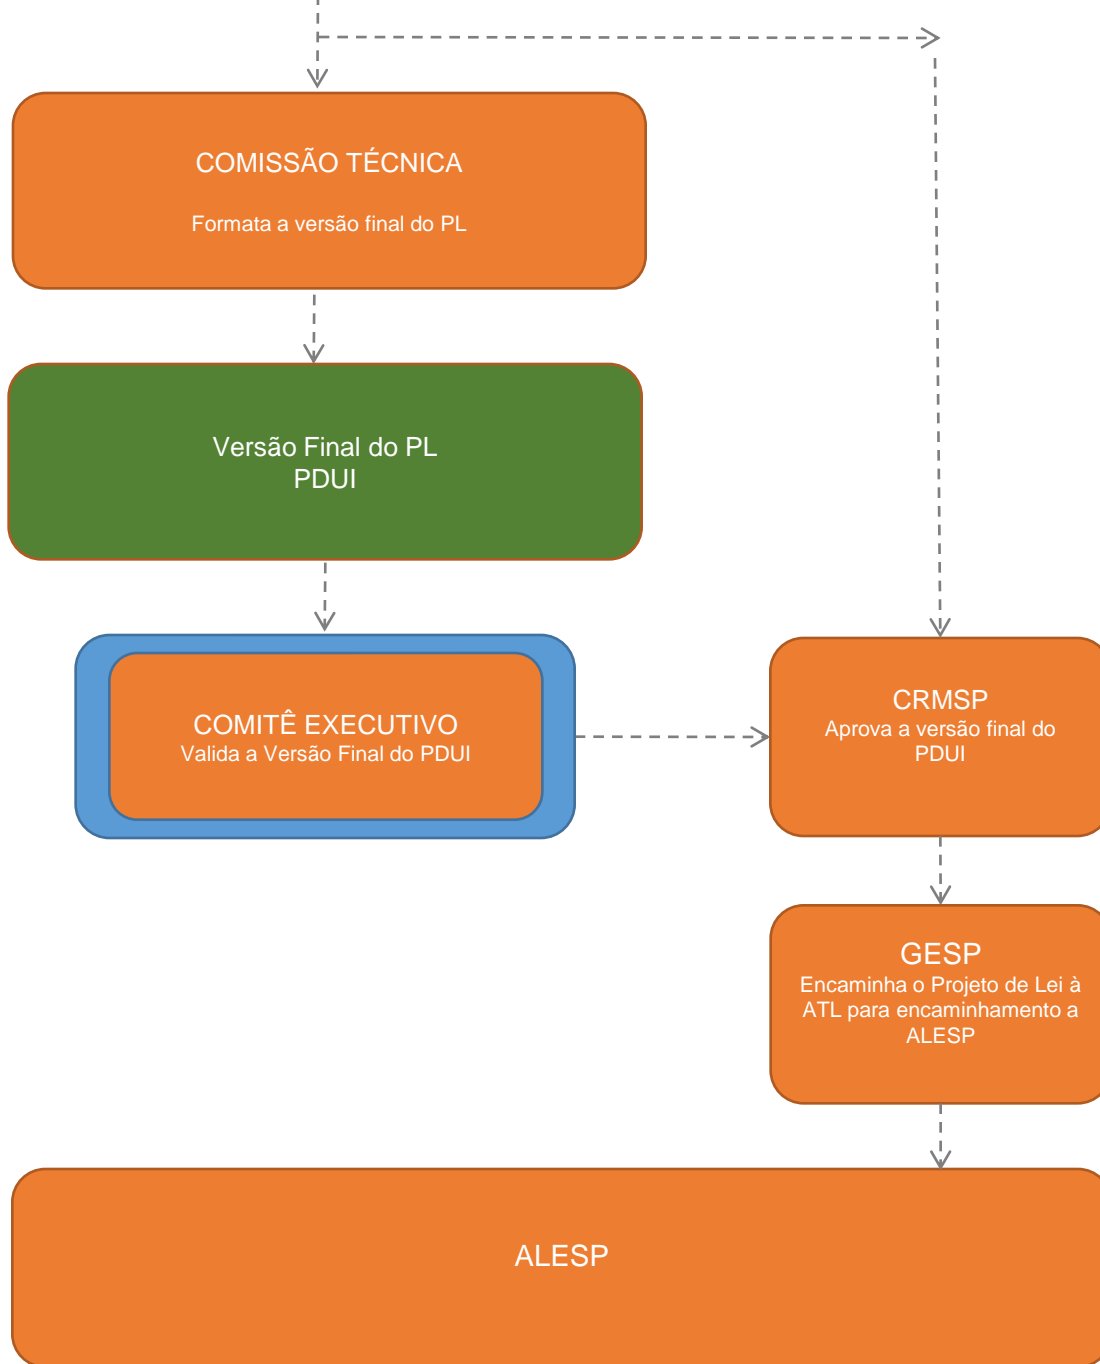 COMISSÃO TÉCNICA
Formata a versão final do PL
Versão Final do PL
PDUI
COMITÊ EXECUTIVO
Valida a Versão Final do PDUI
CRMSP
Aprova a versão final do
PDUI
GESP
Encaminha o Projeto de Lei à
ATL para encaminhamento a
ALESP
ALESP